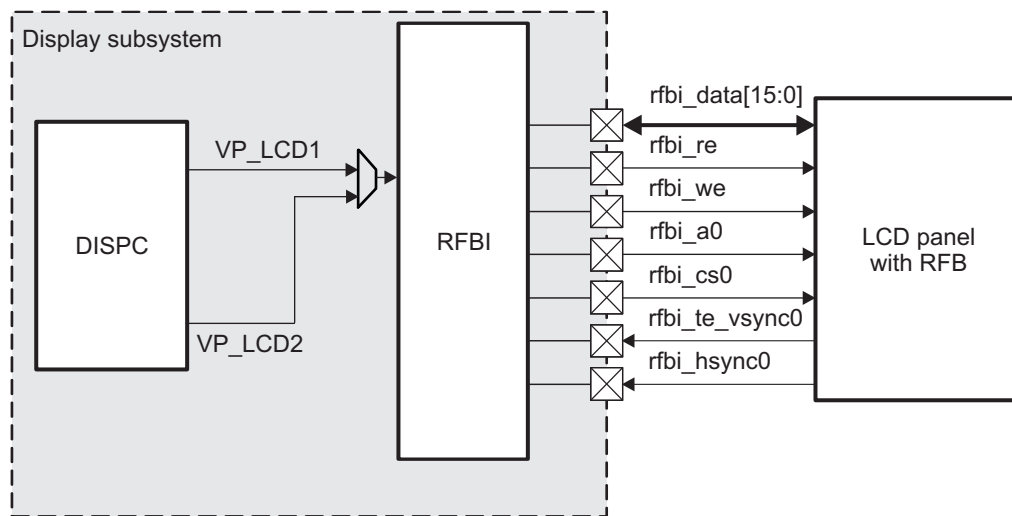 Display subsystem
DISPC
VP_LCD1
VP_LCD2
RFBI
rfbi_data[15:0]
rfbi_re
rfbi_we
rfbi_a0
rfbi_cs0
rfbi_te_vsync0
rfbi_hsync0
LCD panel
with RFB